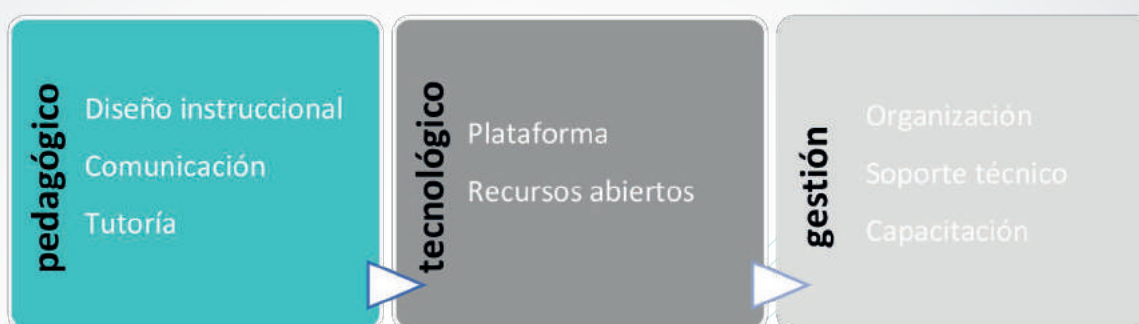 pedagógico
Diseño instruccional
Comunicación
Tutoría
tecnológico
Plataforma
Recursos abiertos
gestión
Organización
Soporte técnico
Capacitación